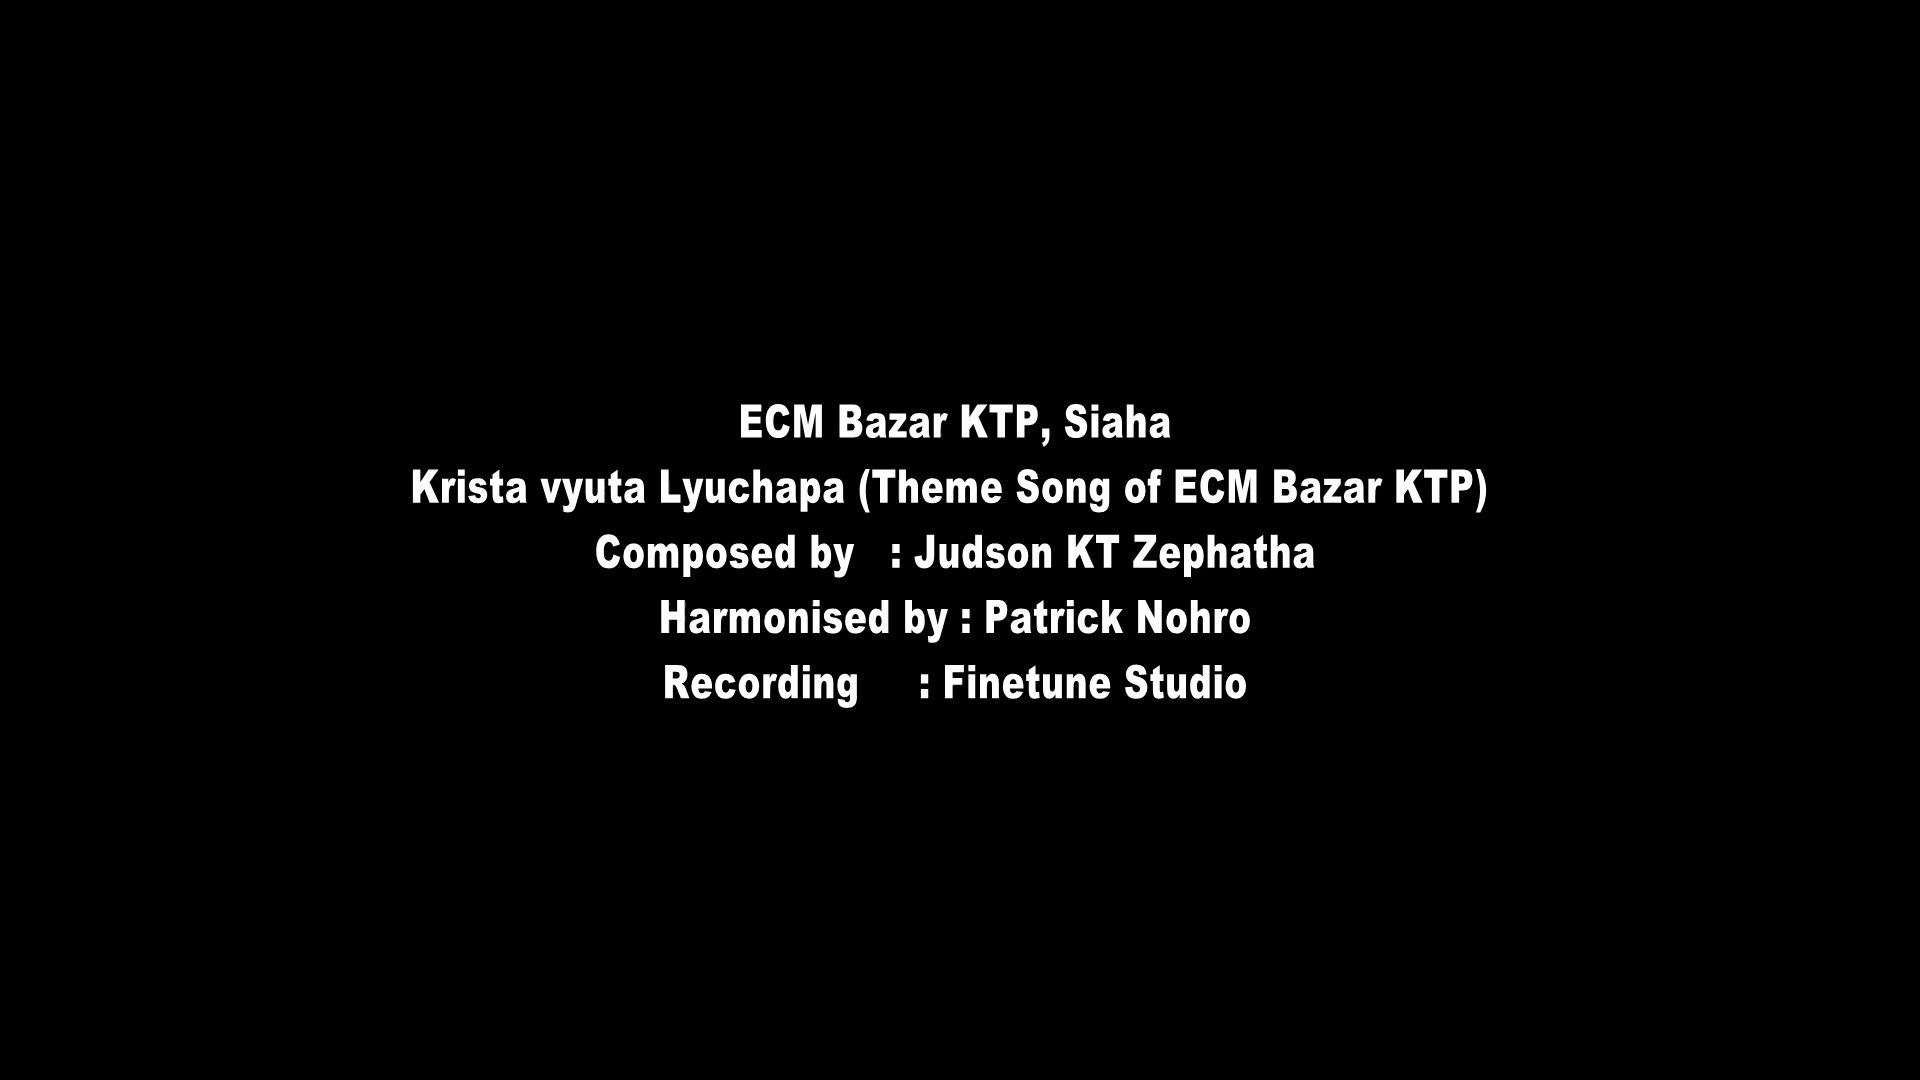 ECM Bazar KTP, Siaha
Krista vyuta Lyuchapa (Theme Song of ECM Bazar KTP)
Composed by : Judson KT Zephatha
Harmonised by : Patrick Nohro
Recording : Finetune Studio